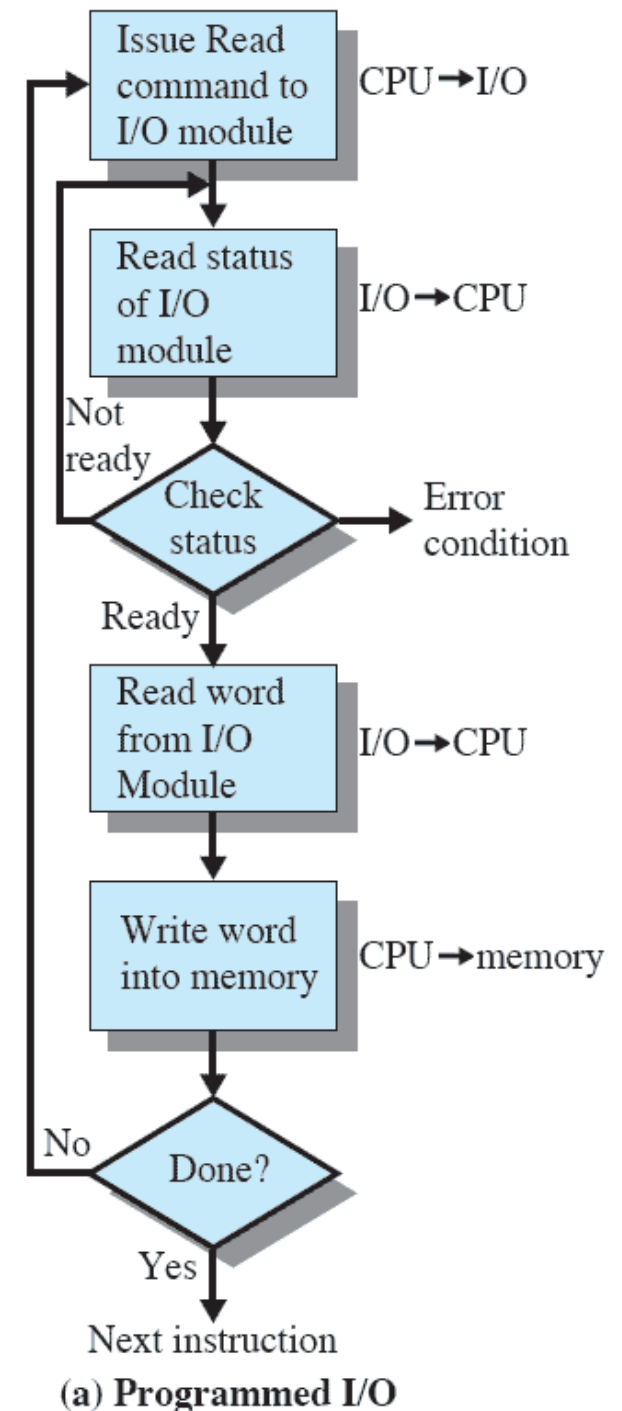 Issue Read
command to
I/O module
CPU→I/O
Read status
of I/O
module
I/O→CPU
Not
ready
Check
status
Error
condition
Ready
Read word
from I/O
Module
I/O→CPU
Write word
into memory
CPU→memory
No
Done?
Yes
Next instruction
(a) Programmed I/O